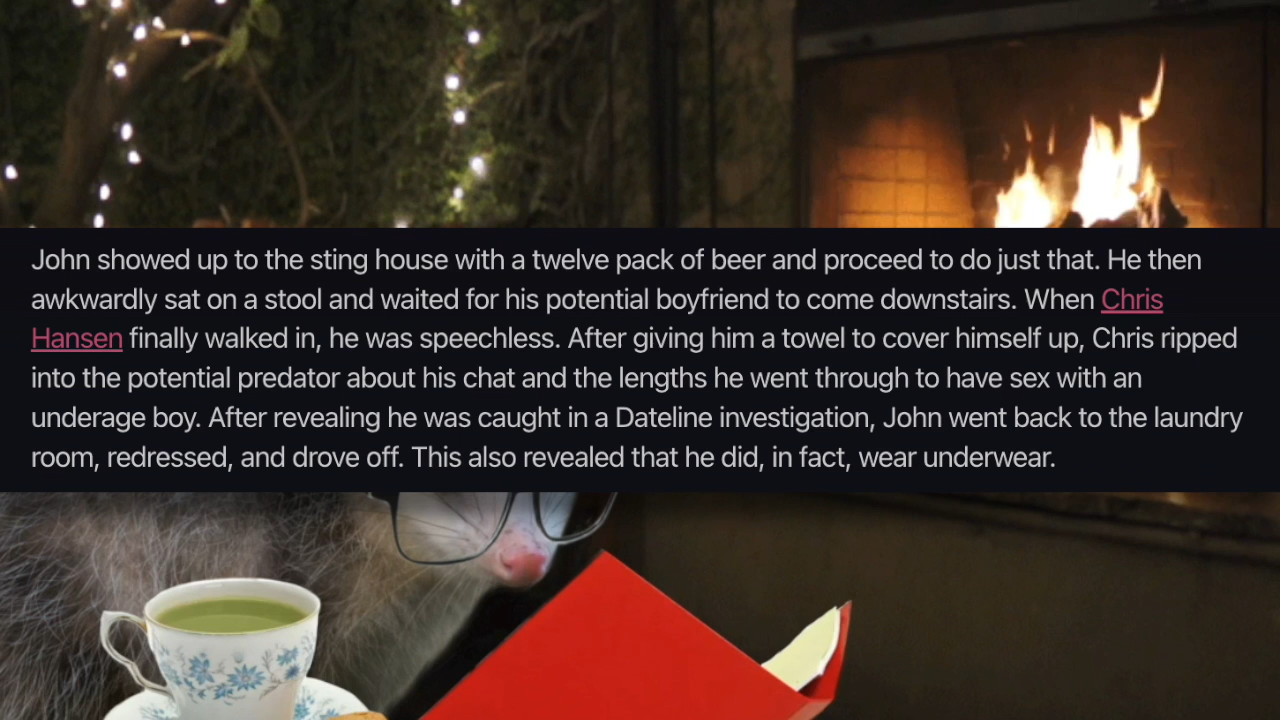 John showed up to the sting house with a twelve pack of beer and proceed to do just that. He then
awkwardly sat on a stool and waited for his potential boyfriend to come downstairs. When Chris
Hansen finally walked in, he was speechless. After giving him a towel to cover himself up, Chris ripped
into the potential predator about his chat and the lengths he went through to have sex with an
underage boy. After revealing he was caught in a Dateline investigation, John went back to the laundry
room, redressed, and drove off. This also revealed that he did, in fact, wear underwear.